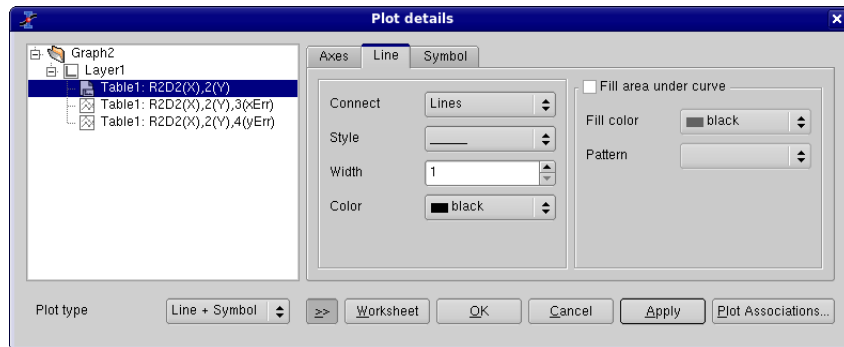 Plot details
Graph2
Layer1
Table1: R2D2(X),2(Y)
Table1: R2D2(X),2(Y),3(xErr)
Table1: R2D2(X),2(Y),4(yErr)
Axes Line Symbol
Connect Lines
Style
Width 1
Color black
Fill area under curve
Fill color black
Pattern
Plot type Line + Symbol >> Worksheet OK Cancel Apply Plot Associations...